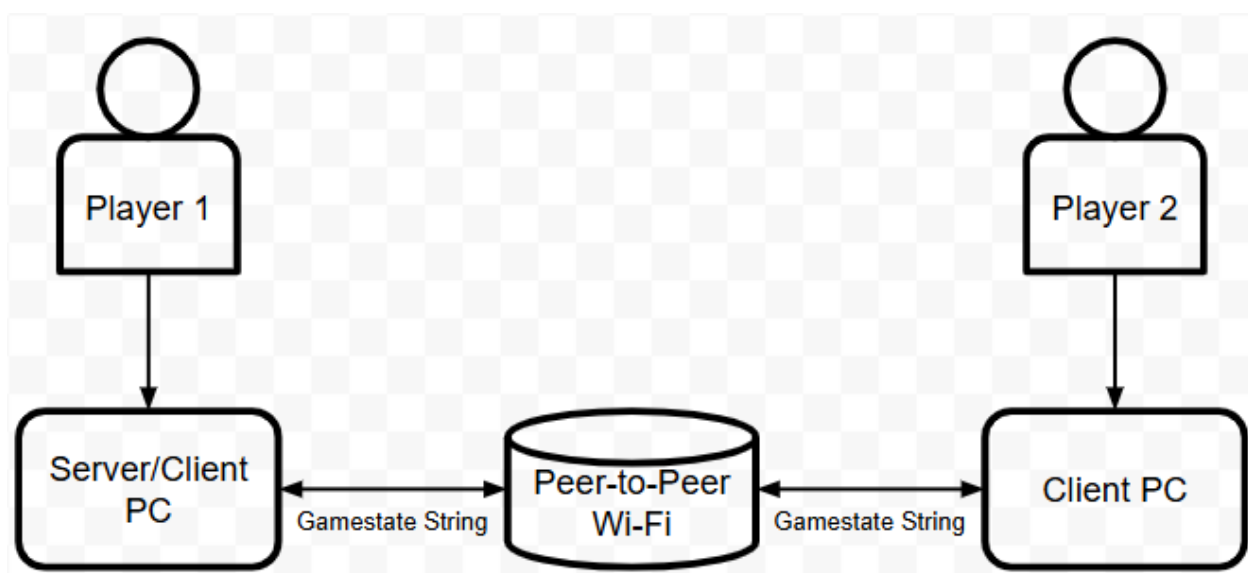 Player 1
Player 2
Server/Client
PC
Gamestate String
Peer-to-Peer
Wi-Fi
Gamestate String
Client PC